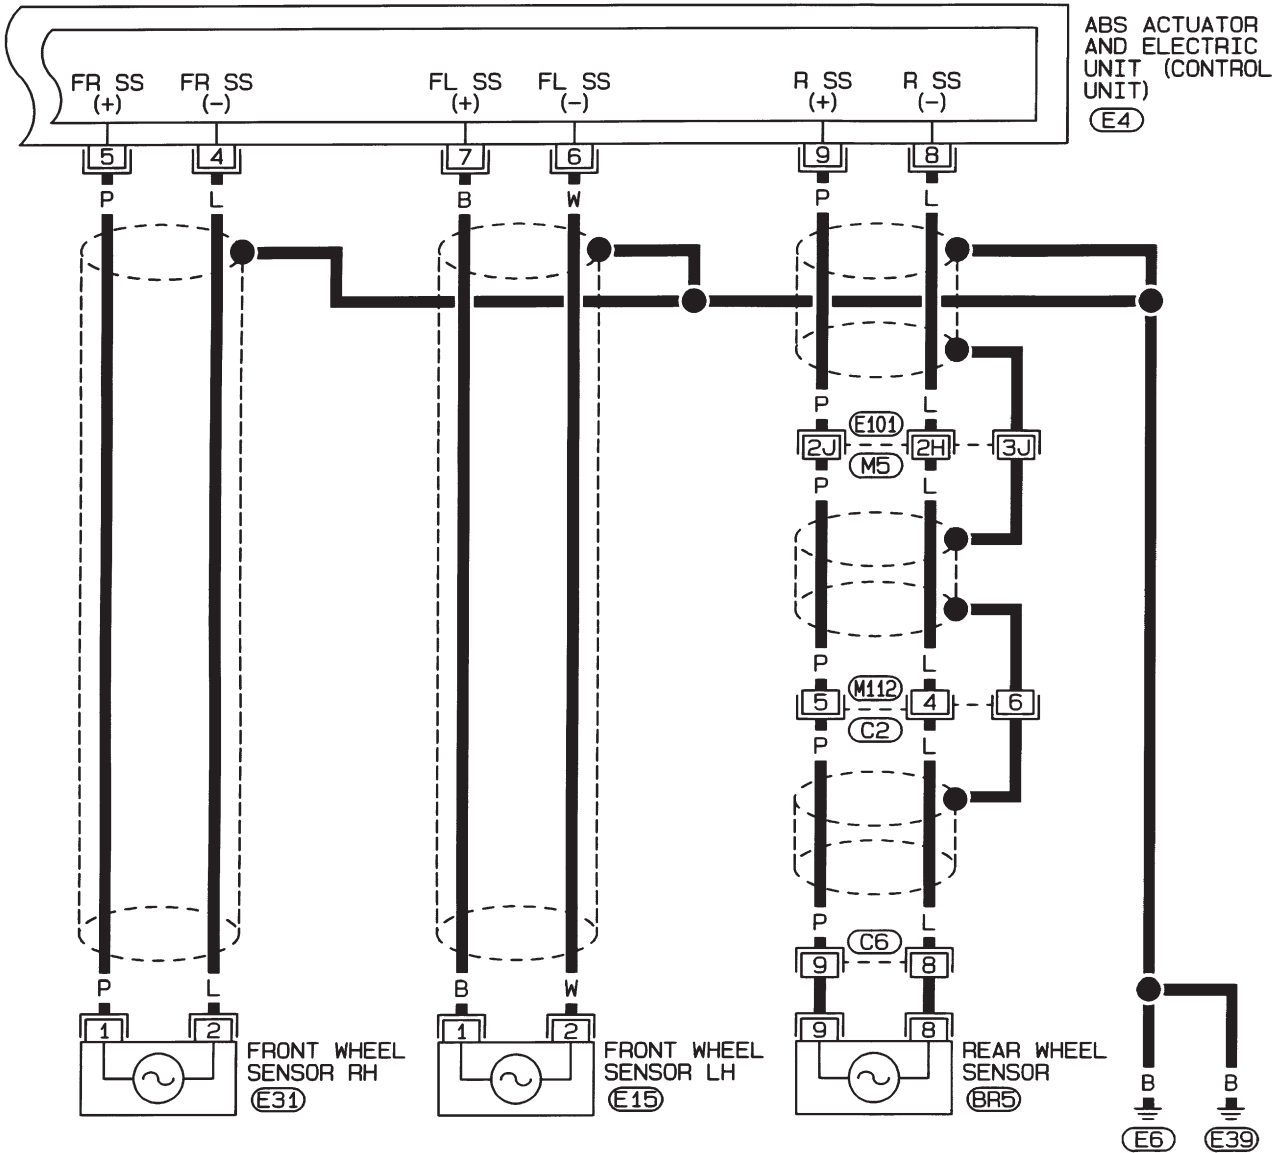 ABS ACTUATOR
AND ELECTRIC
UNIT (CONTROL
UNIT)
E4
FR SS
(+)
FR SS
(-)
FL SS
(+)
FL SS
(-)
R SS
(+)
R SS
(-)
5
4
7
6
9
8
P
L
B
W
P
L
P
L
E101
2J
2H
3J
M5
P
L
P
L
M112
5
4
6
C2
P
L
P
L
C6
9
8
P
L
B
W
1
2
1
2
9
8
FRONT WHEEL
SENSOR RH
E31
FRONT WHEEL
SENSOR LH
E15
REAR WHEEL
SENSOR
BR5
B
B
E6
E39